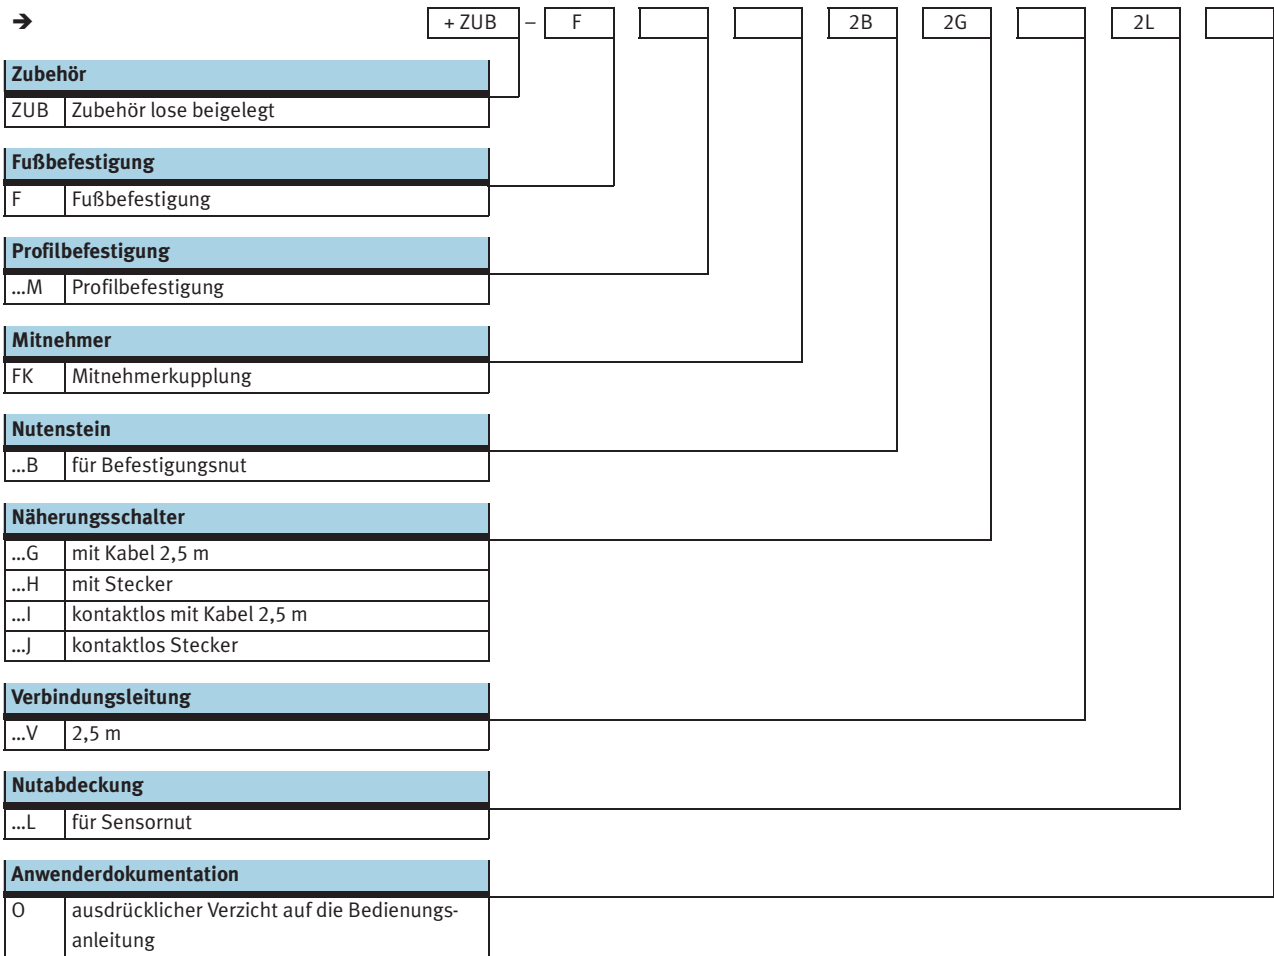 ➔ + ZUB – F 2B 2G 2L
Zubehör
ZUB Zubehör lose beigelegt
Fußbefestigung
F Fußbefestigung
Profilbefestigung
...M Profilbefestigung
Mitnehmer
FK Mitnehmerkupplung
Nutenstein
...B für Befestigungsnut
Näherungsschalter
...G mit Kabel 2,5 m
...H mit Stecker
...I kontaktlos mit Kabel 2,5 m
...J kontaktlos Stecker
Verbindungsleitung
...V 2,5 m
Nutabdeckung
...L für Sensornut
Anwenderdokumentation
O ausdrücklicher Verzicht auf die Bedienungs-
anleitung